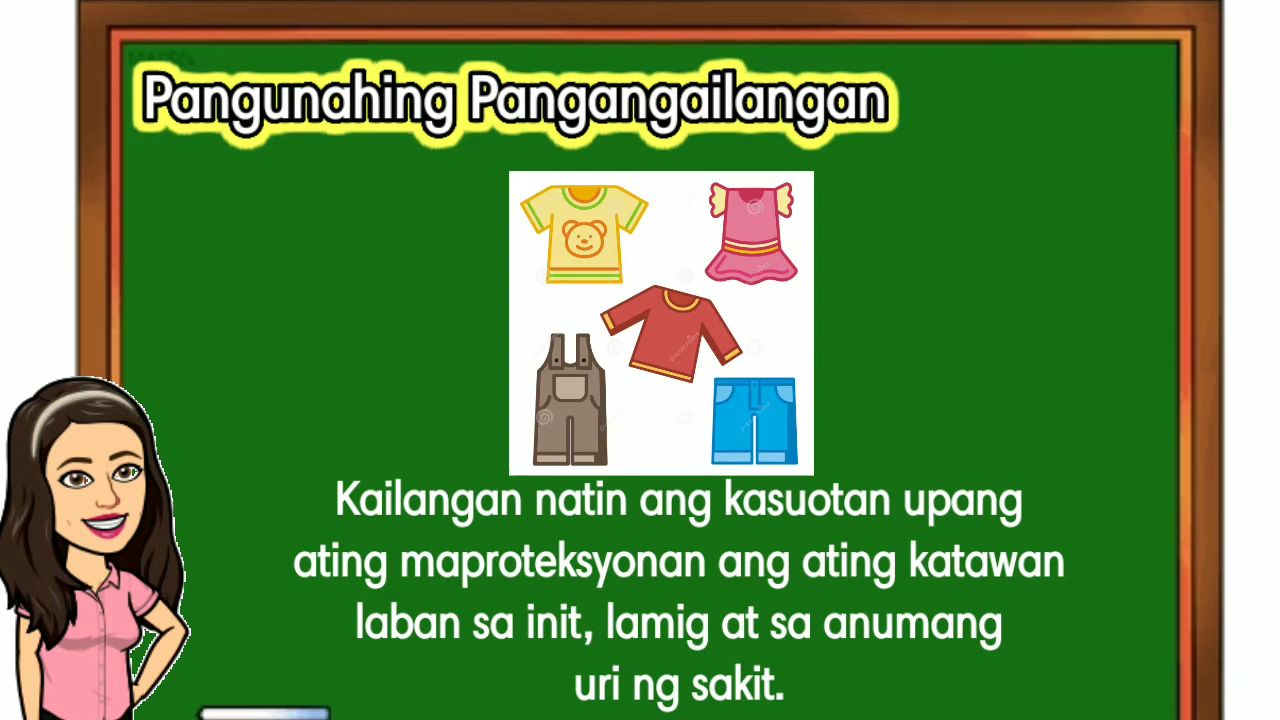 Pangunahing Pangangailangan
Kailangan natin ang kasuotan upang
ating maproteksyonan ang ating katawan
laban sa init, lamig at sa anumang
uri ng sakit.